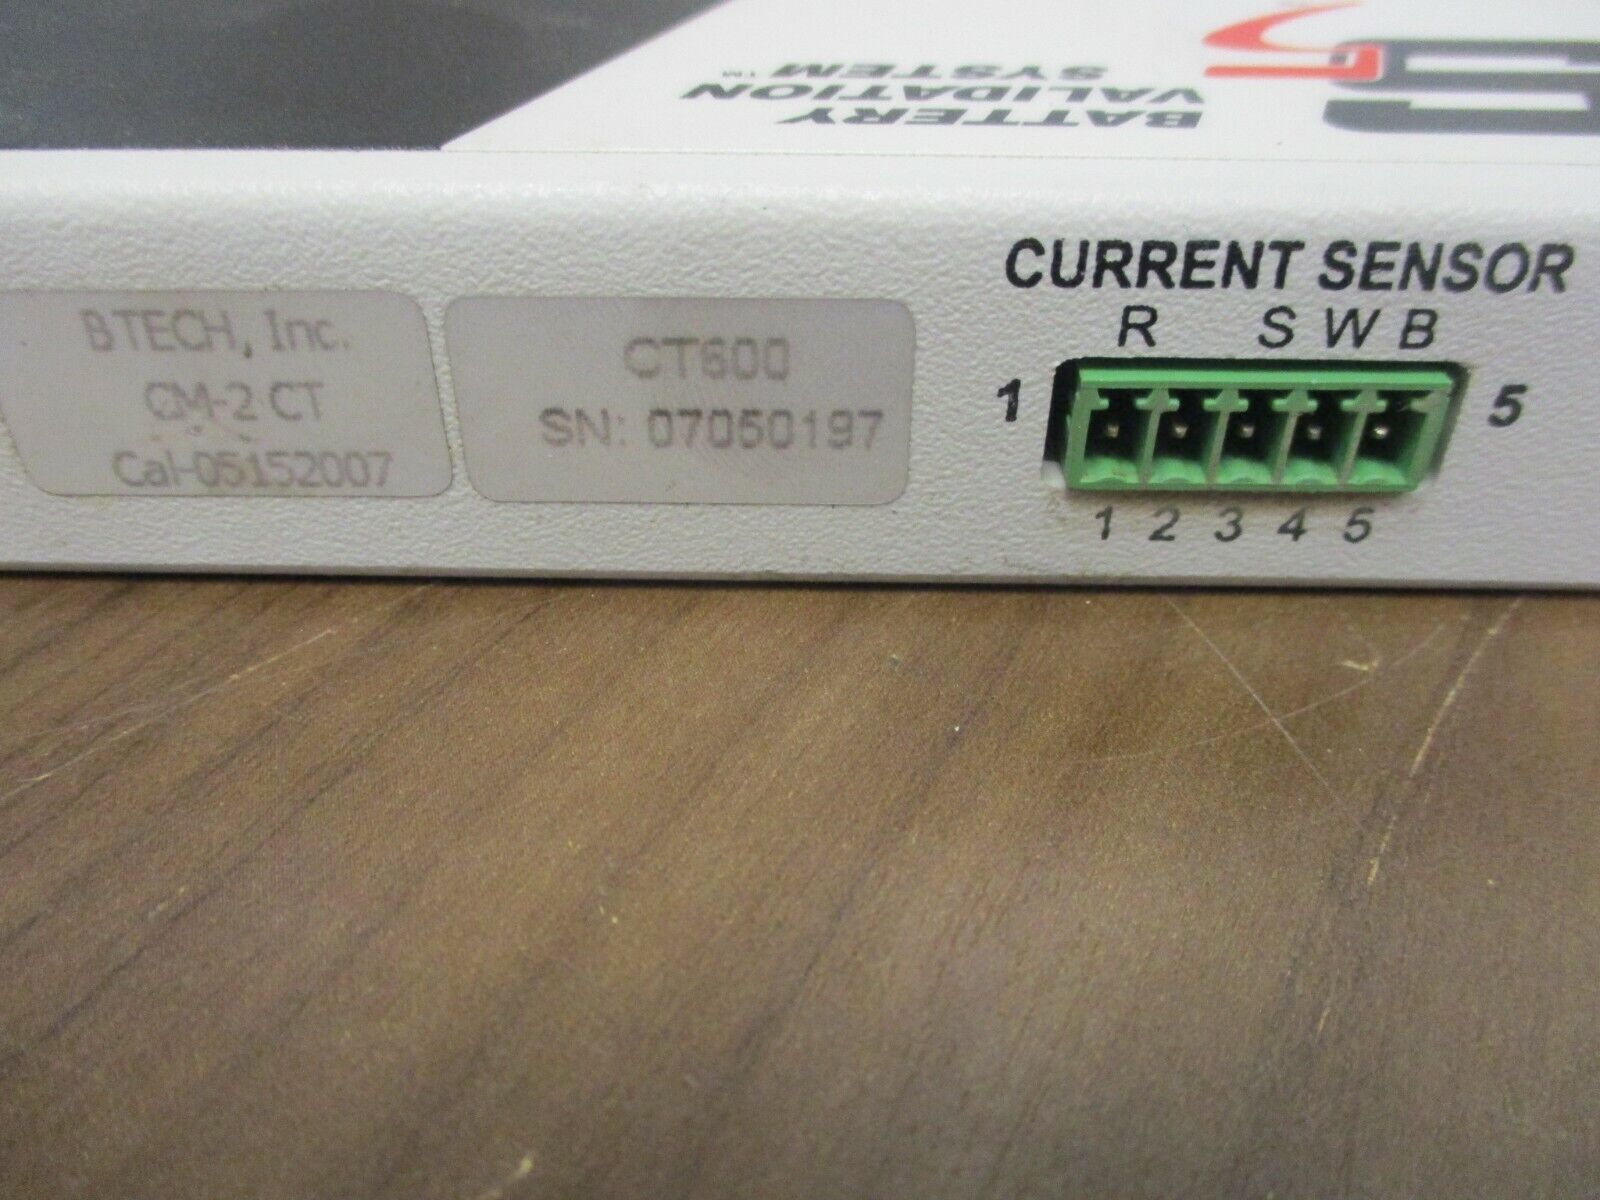 BATTERY
VALIDATION
SYSTEM™
BTECH, Inc.
CM-2 CT
Cal-05152007
CT600
SN: 07050197
CURRENT SENSOR
R S W B
1 5
1 2 3 4 5